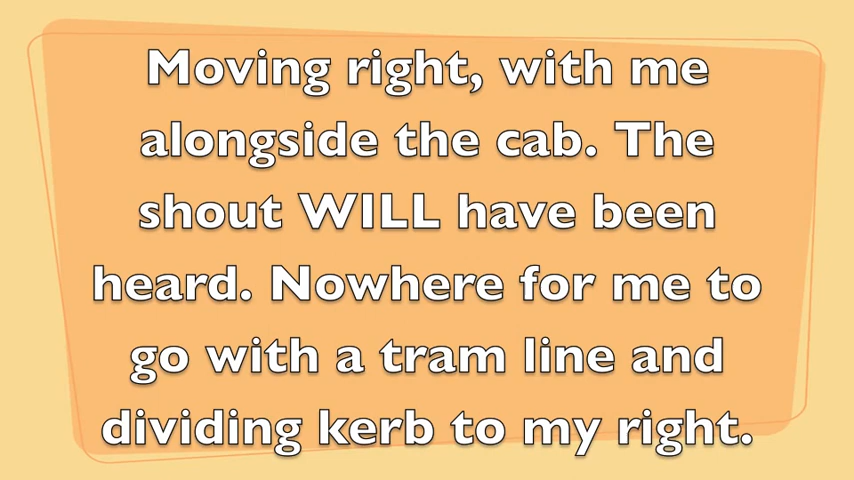 Moving right, with me
alongside the cab. The
shout WILL have been
heard. Nowhere for me to
go with a tram line and
dividing kerb to my right.